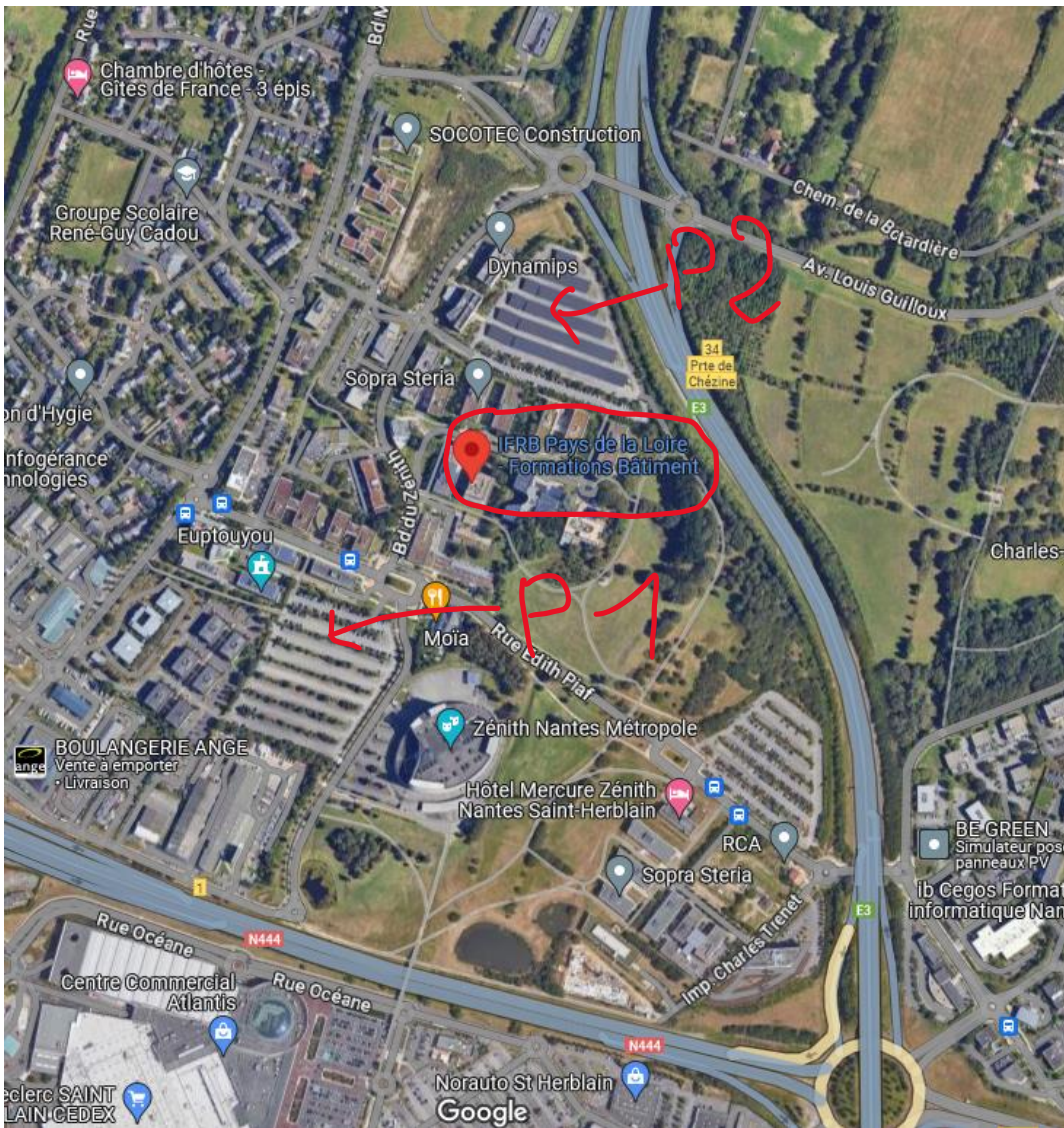 Rue
Bd M
Chambre d'hôtes -
Gîtes de France - 3 épis
SOCOTEC Construction
Groupe Scolaire
René-Guy Cadou
Chem. de la Botardière
Dynamips
P2
Av. Louis Guilloux
34
Prte de
Chézine
Sopra Steria
E3
on d'Hygie
IFRB Pays de la Loire
- Formations Bâtiment
nfogérance
hnologies
Bd du Zénith
Euptouyou
Charles-
P1
Moïa
Rue Edith Piaf
Zénith Nantes Métropole
BOULANGERIE ANGE
ange
Vente à emporter
· Livraison
Hôtel Mercure Zénith
Nantes Saint-Herblain
RCA
BE GREEN
Simulateur pose
panneaux PV
Sopra Steria
1
ib Cegos Format
informatique Nan
E3
Rue Océane
N444
Imp. Charles Trenet
Centre Commercial
Atlantis
Rue Océane
N444
Norauto St Herblain
eclerc SAINT
LAIN CEDEX
Google